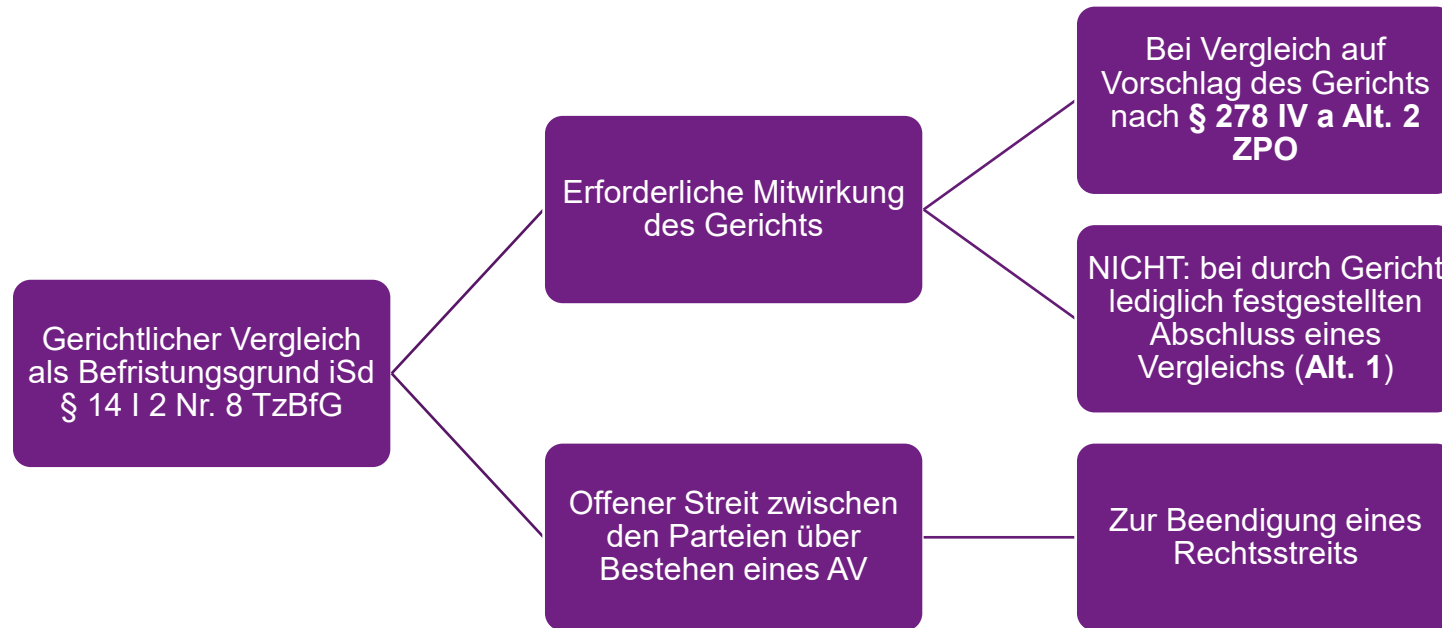 Gerichtlicher Vergleich
als Befristungsgrund iSd
§ 14 I 2 Nr. 8 TzBfG
Erforderliche Mitwirkung
des Gerichts
Bei Vergleich auf
Vorschlag des Gerichts
nach § 278 IV a Alt. 2
ZPO
NICHT: bei durch Gericht
lediglich festgestellten
Abschluss eines
Vergleichs (Alt. 1)
Offener Streit zwischen
den Parteien über
Bestehen eines AV
Zur Beendigung eines
Rechtsstreits